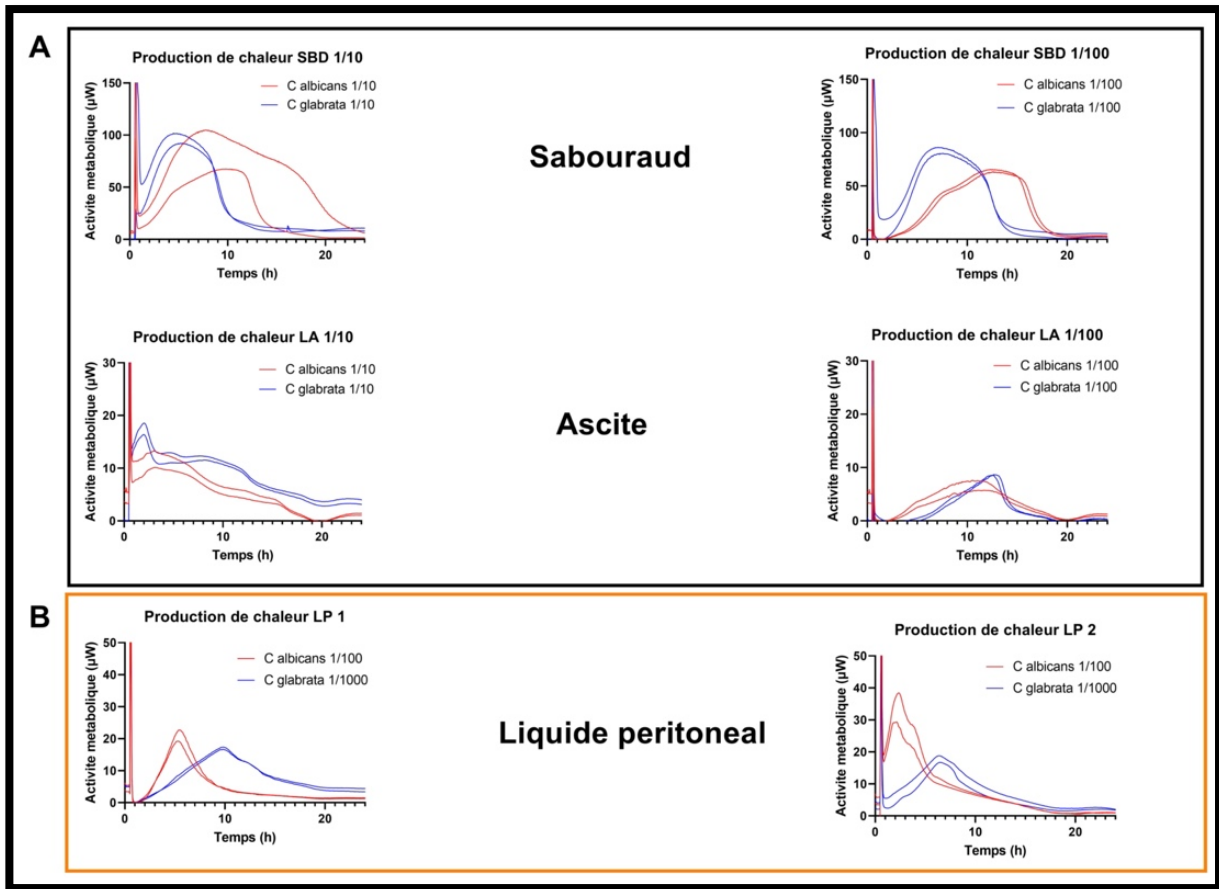 A
Production de chaleur SBD 1/10
C albicans 1/10
C glabrata 1/10
Activite metabolique (µW)
150
100
50
0
0 10 20
Temps (h)
Sabouraud
Production de chaleur SBD 1/100
C albicans 1/100
C glabrata 1/100
Activite metabolique (µW)
150
100
50
0
0 10 20
Temps (h)
Production de chaleur LA 1/10
C albicans 1/10
C glabrata 1/10
Activite metabolique (µW)
30
20
10
0
0 10 20
Temps (h)
Ascite
Production de chaleur LA 1/100
C albicans 1/100
C glabrata 1/100
Activite metabolique (µW)
30
20
10
0
0 10 20
Temps (h)
B
Production de chaleur LP 1
C albicans 1/100
C glabrata 1/1000
Activite metabolique (µW)
50
40
30
20
10
0
0 10 20
Temps (h)
Liquide peritoneal
Production de chaleur LP 2
C albicans 1/100
C glabrata 1/1000
Activite metabolique (µW)
50
40
30
20
10
0
0 10 20
Temps (h)